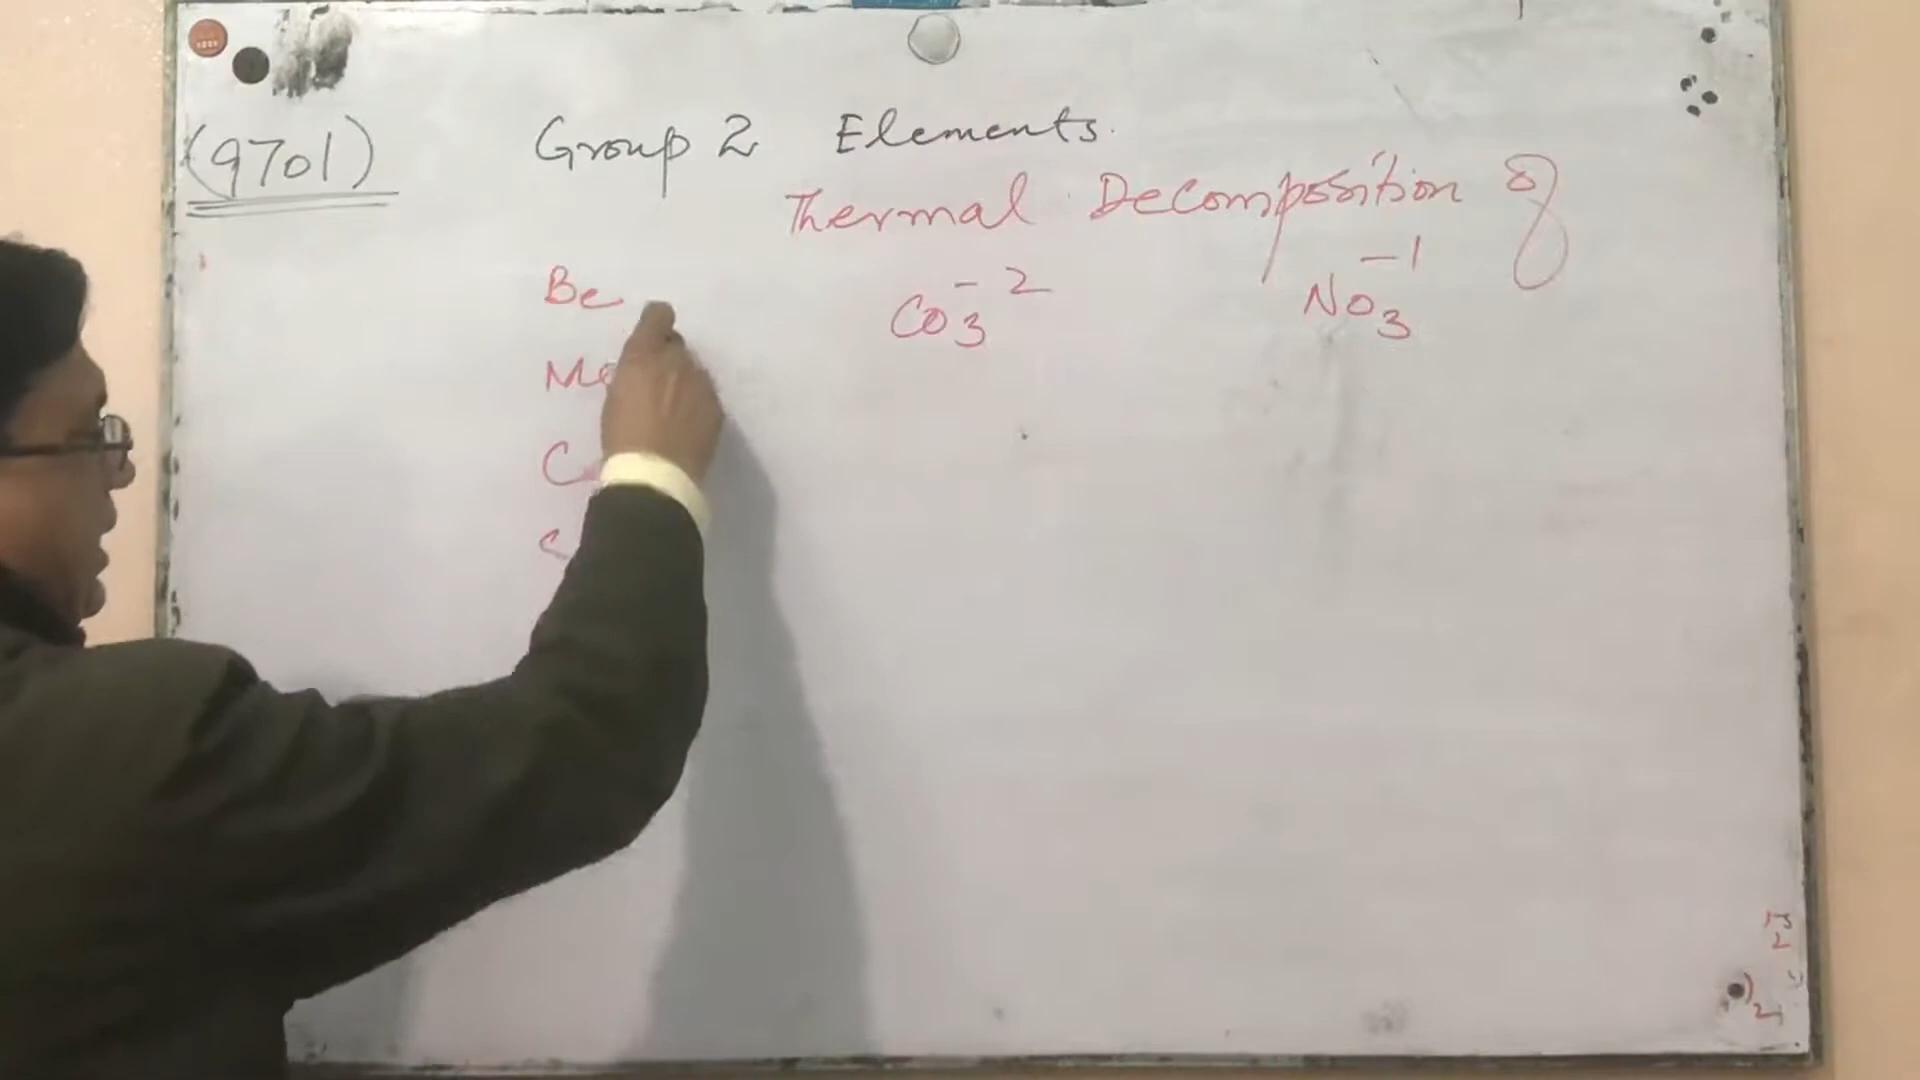 (9701) Group 2 Elements.
Thermal Decomposition of
Be CO3 -2 NO3 -1
M
C
S